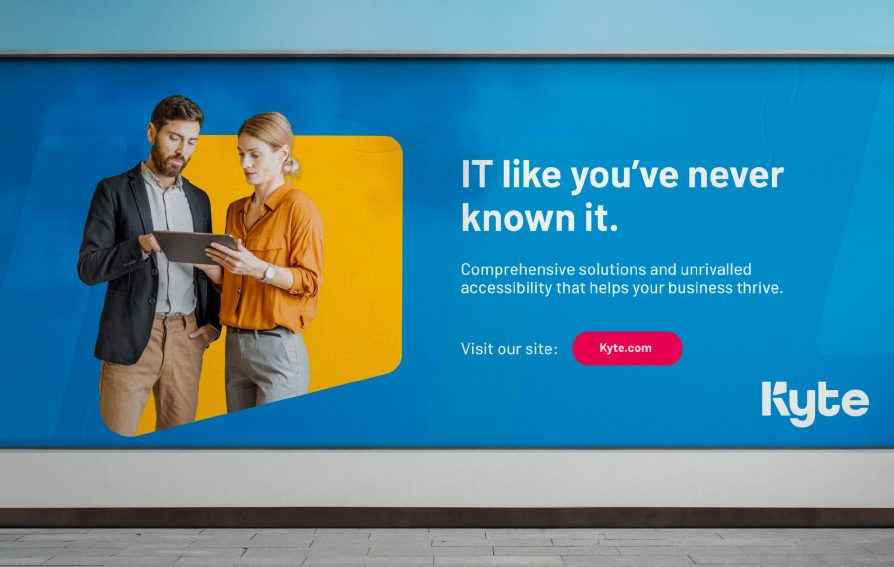 IT like you’ve never
known it.
Comprehensive solutions and unrivalled
accessibility that helps your business thrive.
Visit our site: Kyte.com
Kyte